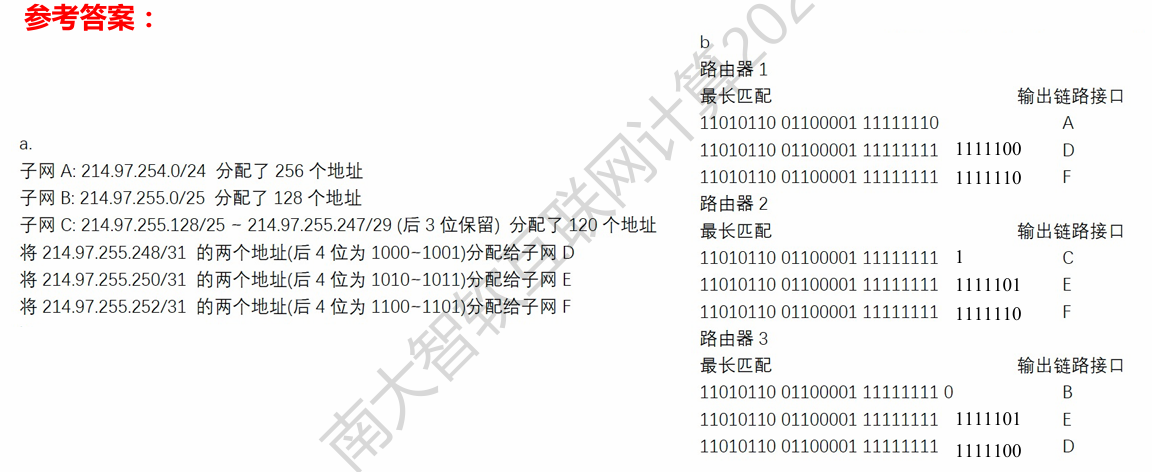 参考答案：
a.
子网 A: 214.97.254.0/24 分配了 256 个地址
子网 B: 214.97.255.0/25 分配了 128 个地址
子网 C: 214.97.255.128/25 ~ 214.97.255.247/29 (后 3 位保留) 分配了 120 个地址
将 214.97.255.248/31 的两个地址(后 4 位为 1000~1001)分配给子网 D
将 214.97.255.250/31 的两个地址(后 4 位为 1010~1011)分配给子网 E
将 214.97.255.252/31 的两个地址(后 4 位为 1100~1101)分配给子网 F
b
路由器 1
最长匹配 输出链路接口
11010110 01100001 11111110 A
11010110 01100001 11111111 1111100 D
11010110 01100001 11111111 1111110 F
路由器 2
最长匹配 输出链路接口
11010110 01100001 11111111 1 C
11010110 01100001 11111111 1111101 E
11010110 01100001 11111111 1111110 F
路由器 3
最长匹配 输出链路接口
11010110 01100001 11111111 0 B
11010110 01100001 11111111 1111101 E
11010110 01100001 11111111 1111100 D
南大智软互联网计算202